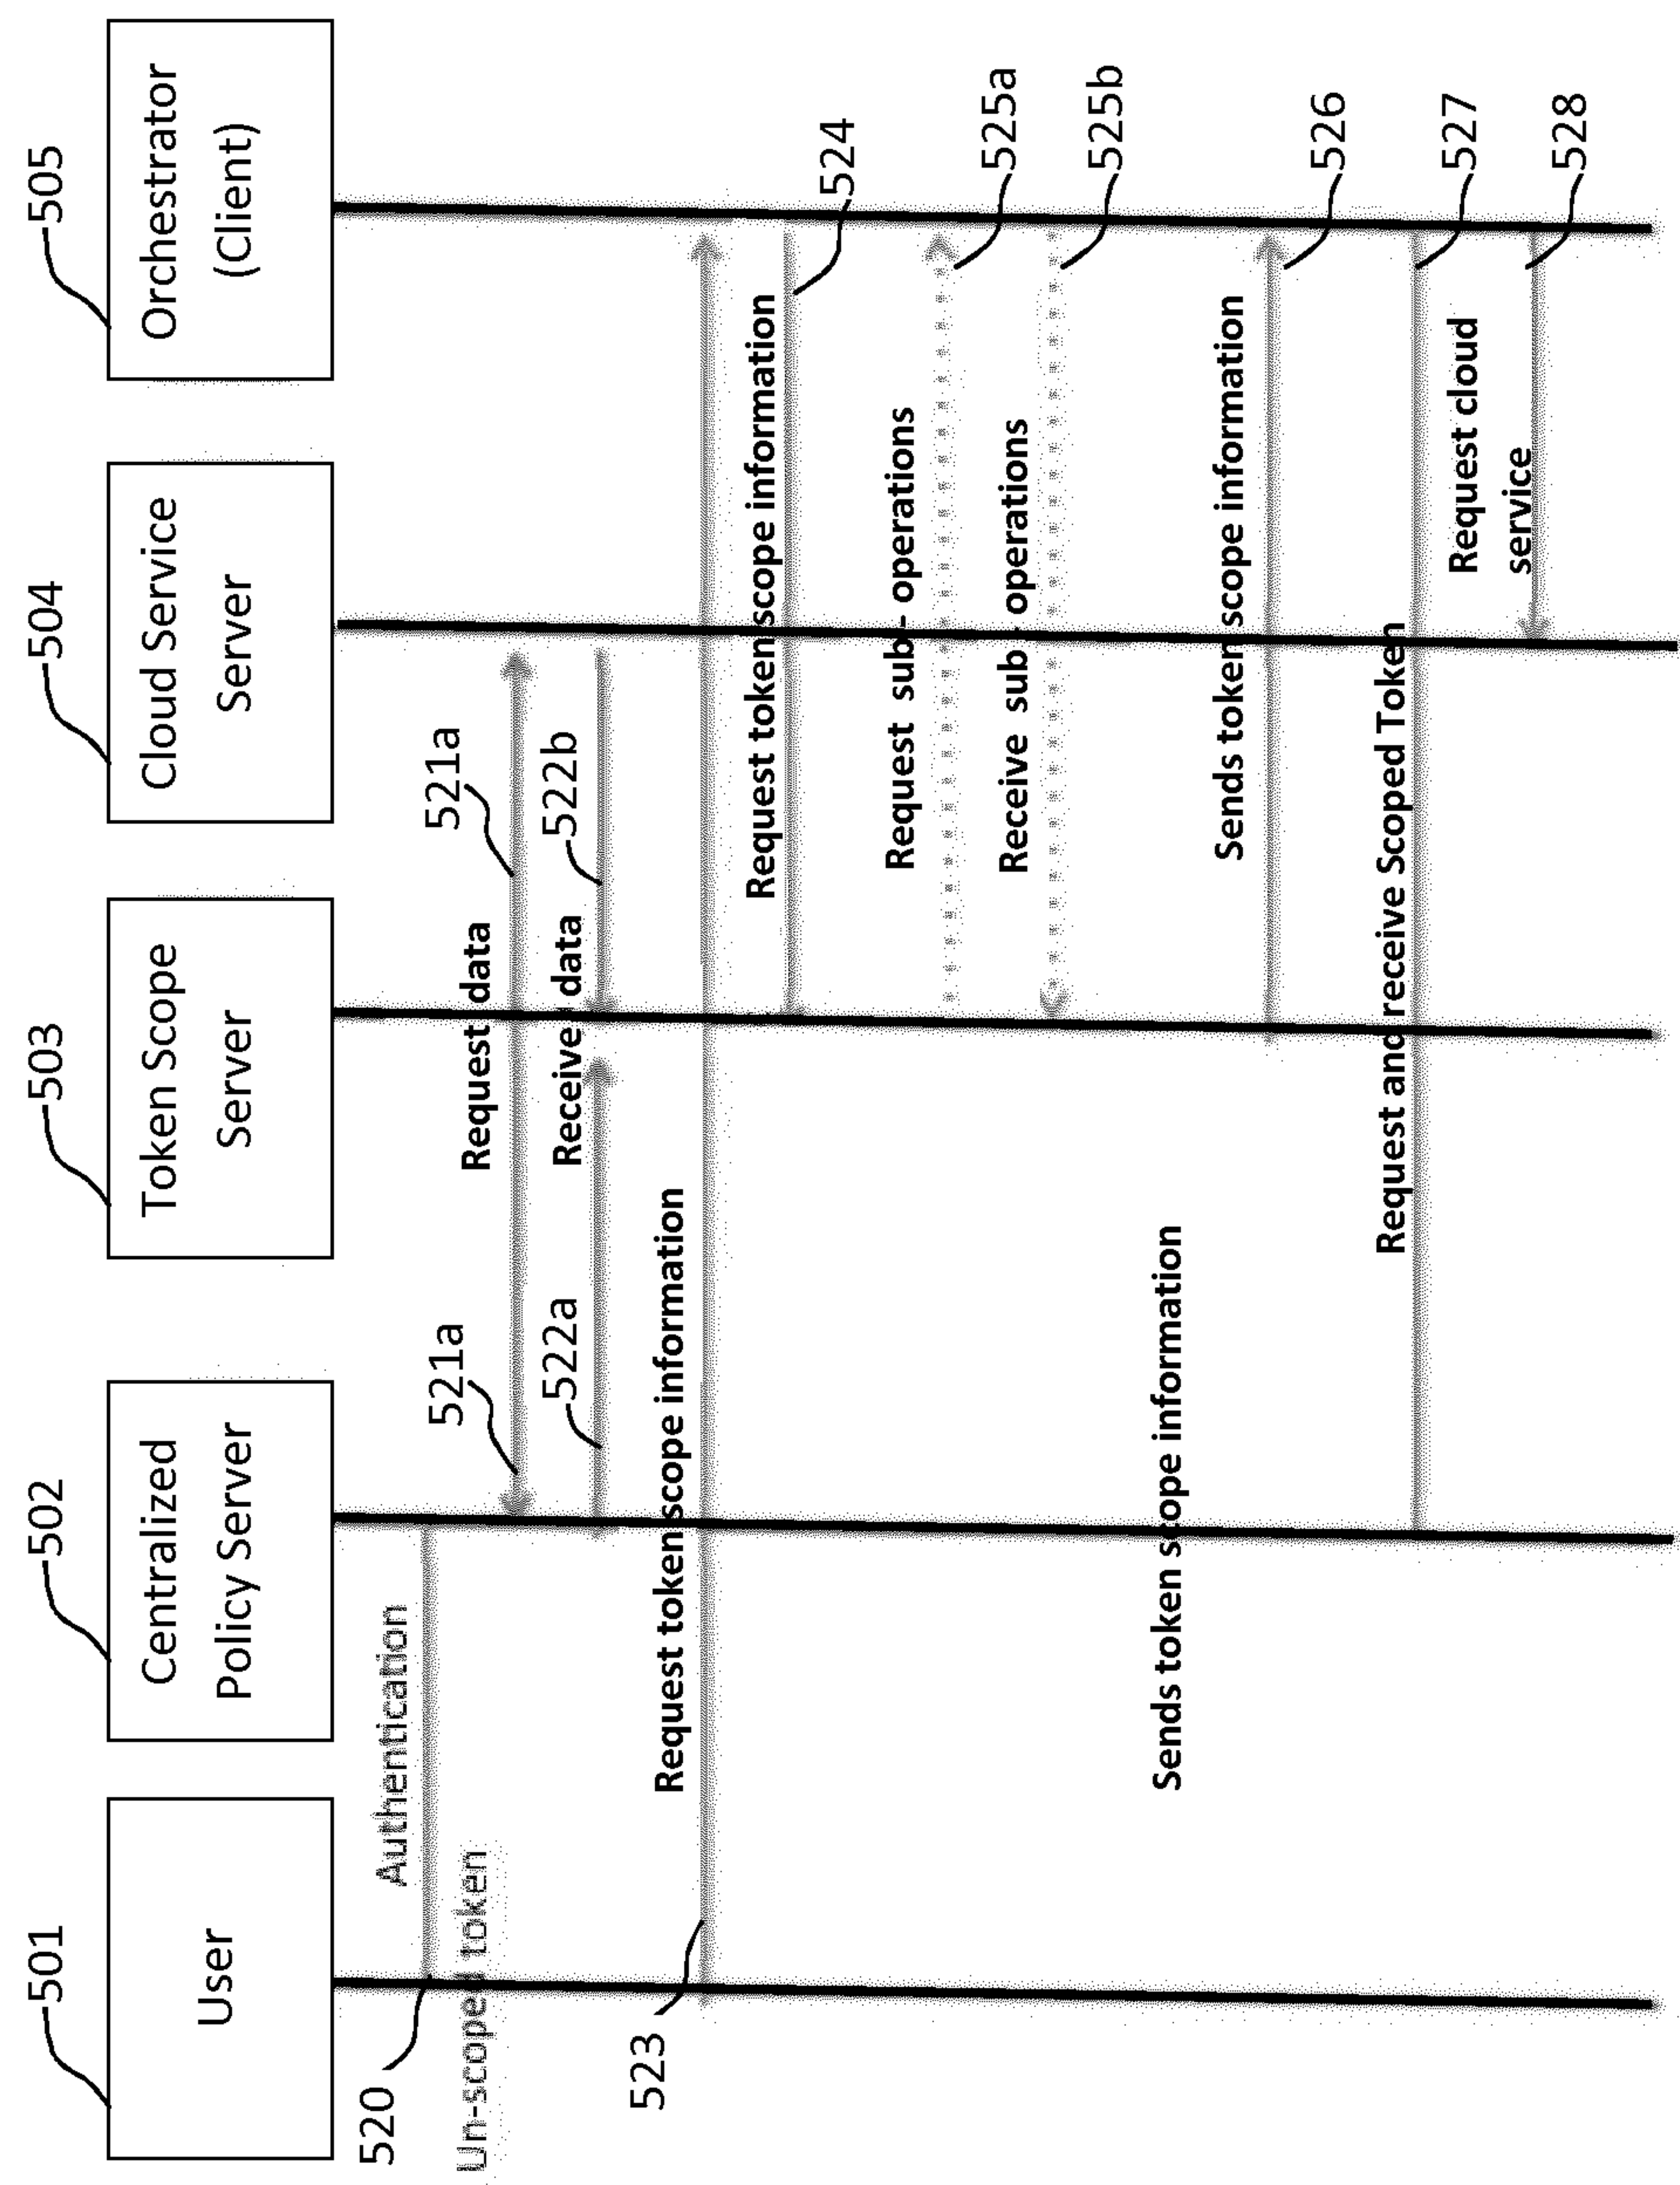 501
502
503
504
505
User
Centralized
Policy Server
Token Scope
Server
Cloud Service
Server
Orchestrator
(Client)
520
Authentication
Un-scoped token
521a
Request data
521a
522a
Receive data
522b
523
Request token scope information
Request token scope information
524
Request sub- operations
525a
Receive sub operations
525b
Sends token scope information
Sends token scope information
526
Request and receive Scoped Token
527
Request cloud
service
528